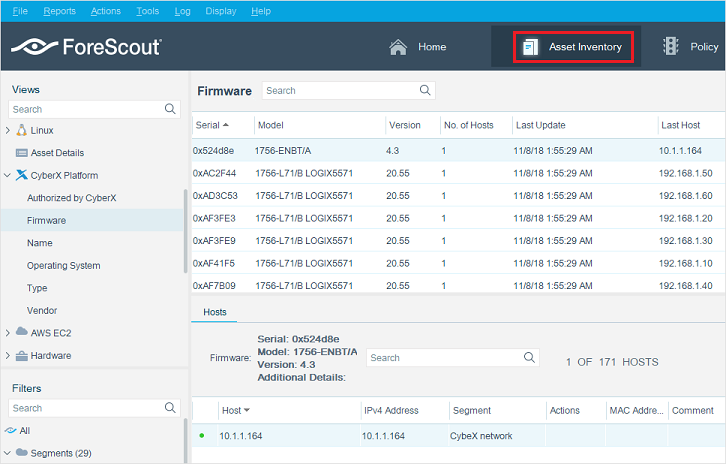 File Reports Actions Tools Log Display Help
ForeScout Home Asset Inventory Policy
Views
Search
Linux
Asset Details
CyberX Platform
Authorized by CyberX
Firmware
Name
Operating System
Type
Vendor
AWS EC2
Hardware
Filters
Search
All
Segments (29)
Firmware Search
Serial Model Version No. of Hosts Last Update Last Host
0x524d8e 1756-ENBT/A 4.3 1 11/8/18 1:55:29 AM 10.1.1.164
0xAC2F44 1756-L71/B LOGIX5571 20.55 1 11/8/18 1:55:29 AM 192.168.1.50
0xAD3C53 1756-L71/B LOGIX5571 20.55 1 11/8/18 1:55:29 AM 192.168.1.60
0xAF3FE3 1756-L71/B LOGIX5571 20.55 1 11/8/18 1:55:29 AM 192.168.1.20
0xAF3FE9 1756-L71/B LOGIX5571 20.55 1 11/8/18 1:55:29 AM 192.168.1.30
0xAF41F5 1756-L71/B LOGIX5571 20.55 1 11/8/18 1:55:29 AM 192.168.1.10
0xAF7B09 1756-L71/B LOGIX5571 20.55 1 11/8/18 1:55:29 AM 192.168.1.40
Hosts
Firmware:
Serial: 0x524d8e
Model: 1756-ENBT/A
Version: 4.3
Additional Details:
Search
1 OF 171 HOSTS
Host IPv4 Address Segment Actions MAC Addre... Comment
10.1.1.164 10.1.1.164 CybeX network